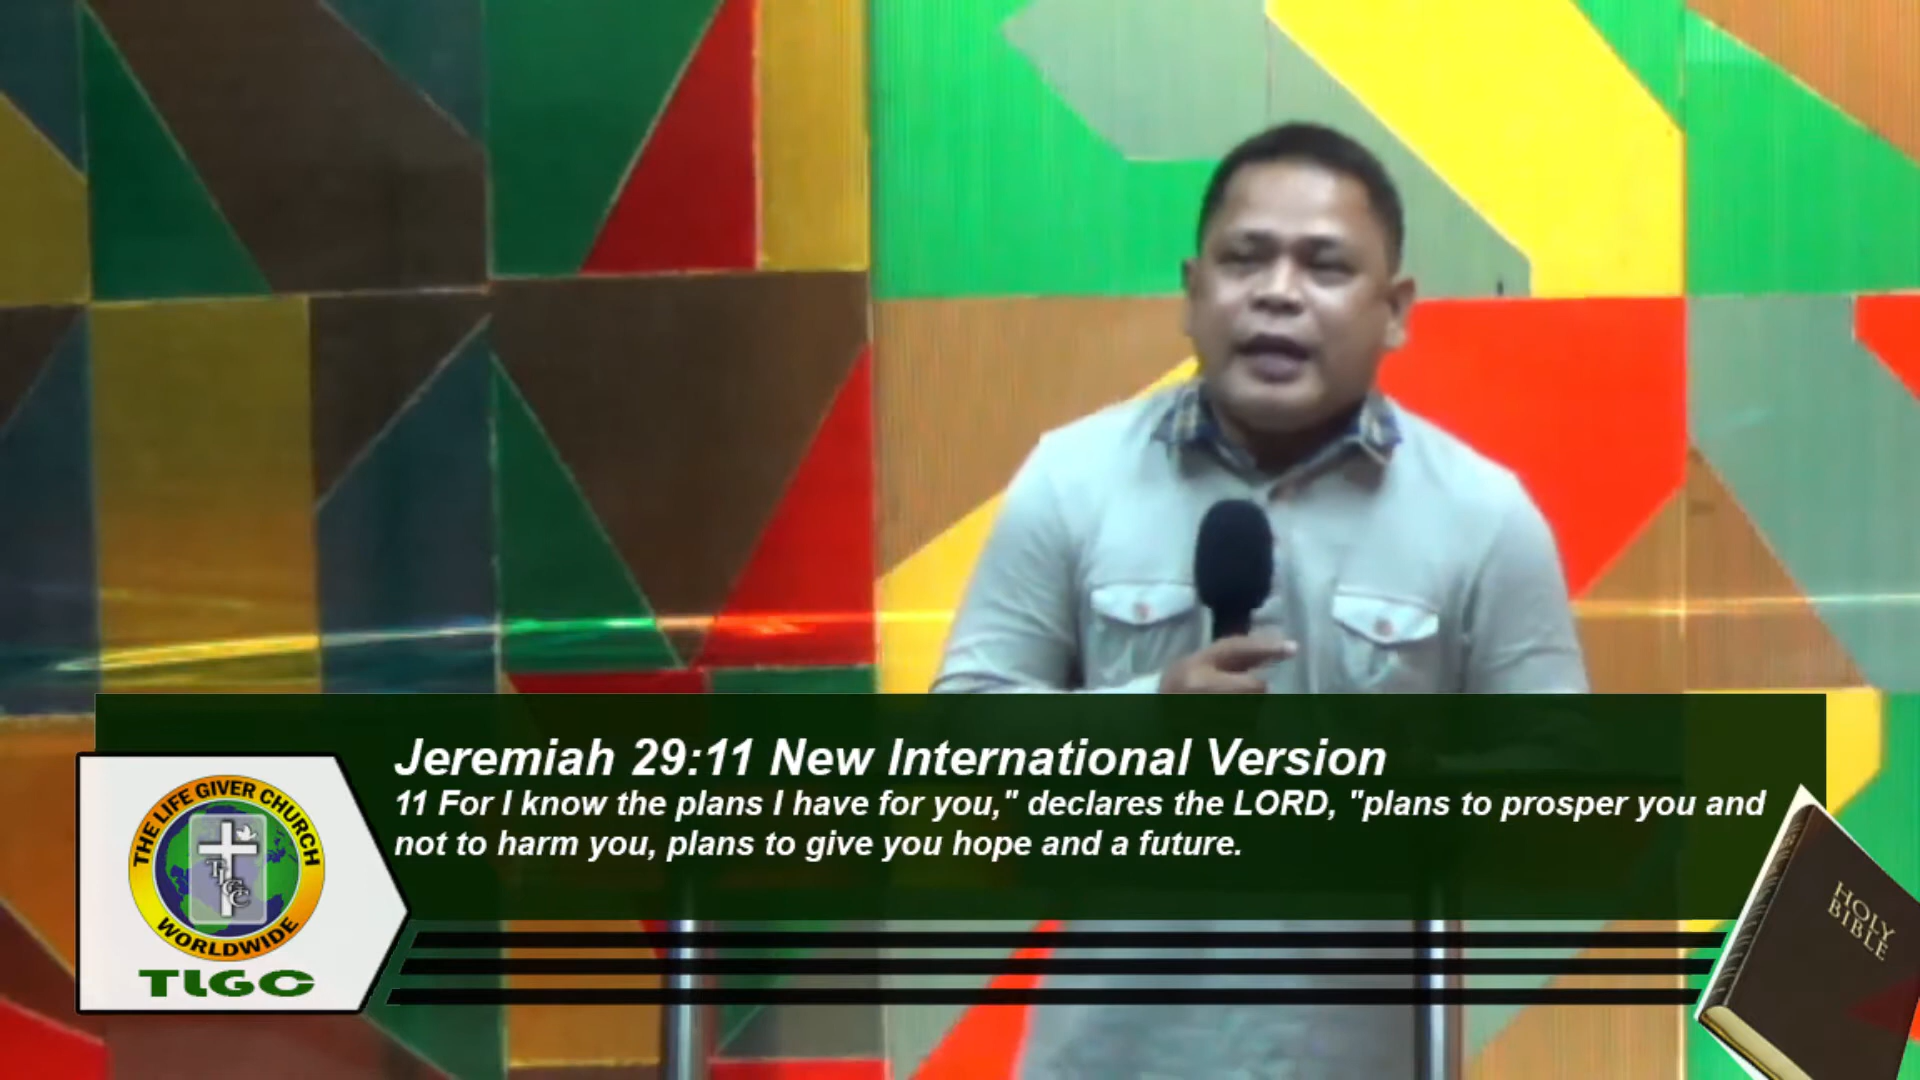 Jeremiah 29:11 New International Version
11 For I know the plans I have for you," declares the LORD, "plans to prosper you and
not to harm you, plans to give you hope and a future.
THE LIFE GIVER CHURCH
TLGC
WORLDWIDE
TLGC
HOLY
BIBLE